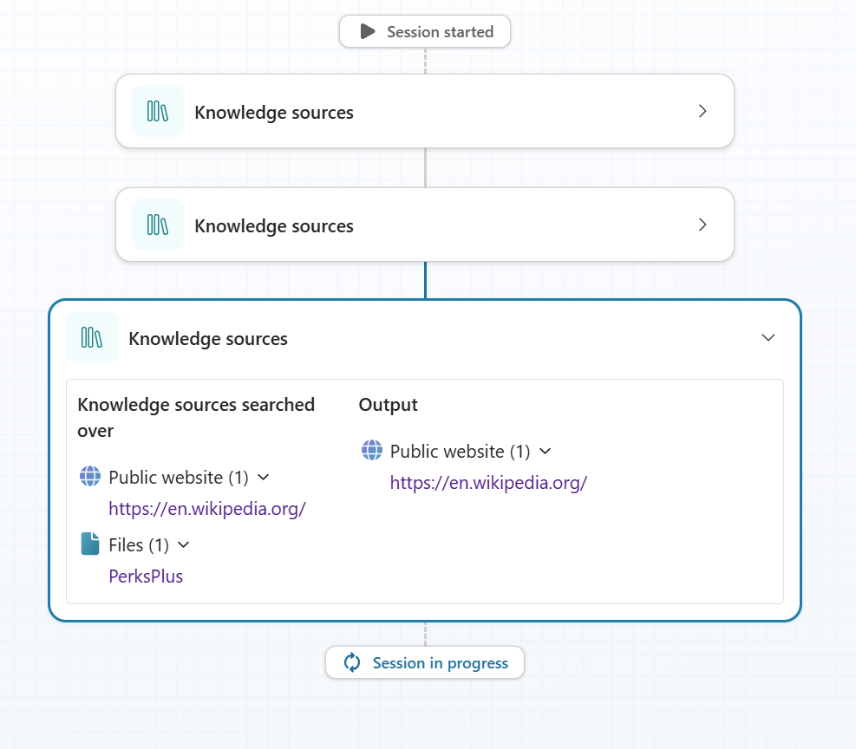 Session started
Knowledge sources
Knowledge sources
Knowledge sources
Knowledge sources searched
over
Public website (1)
https://en.wikipedia.org/
Files (1)
PerksPlus
Output
Public website (1)
https://en.wikipedia.org/
Session in progress